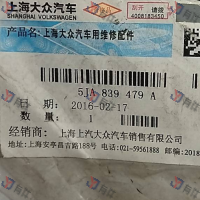 上海大众汽车
SHANGHAI VOLKSWAGEN
4008183450
产品名称: 上海大众汽车用维修配件
5JA 839 479 A
日期: 2016-02-17
数量: 1
经销商: 上海上汽大众汽车销售有限公司
上海安亭昌吉路188号 电话:021-59561888 邮编:2018